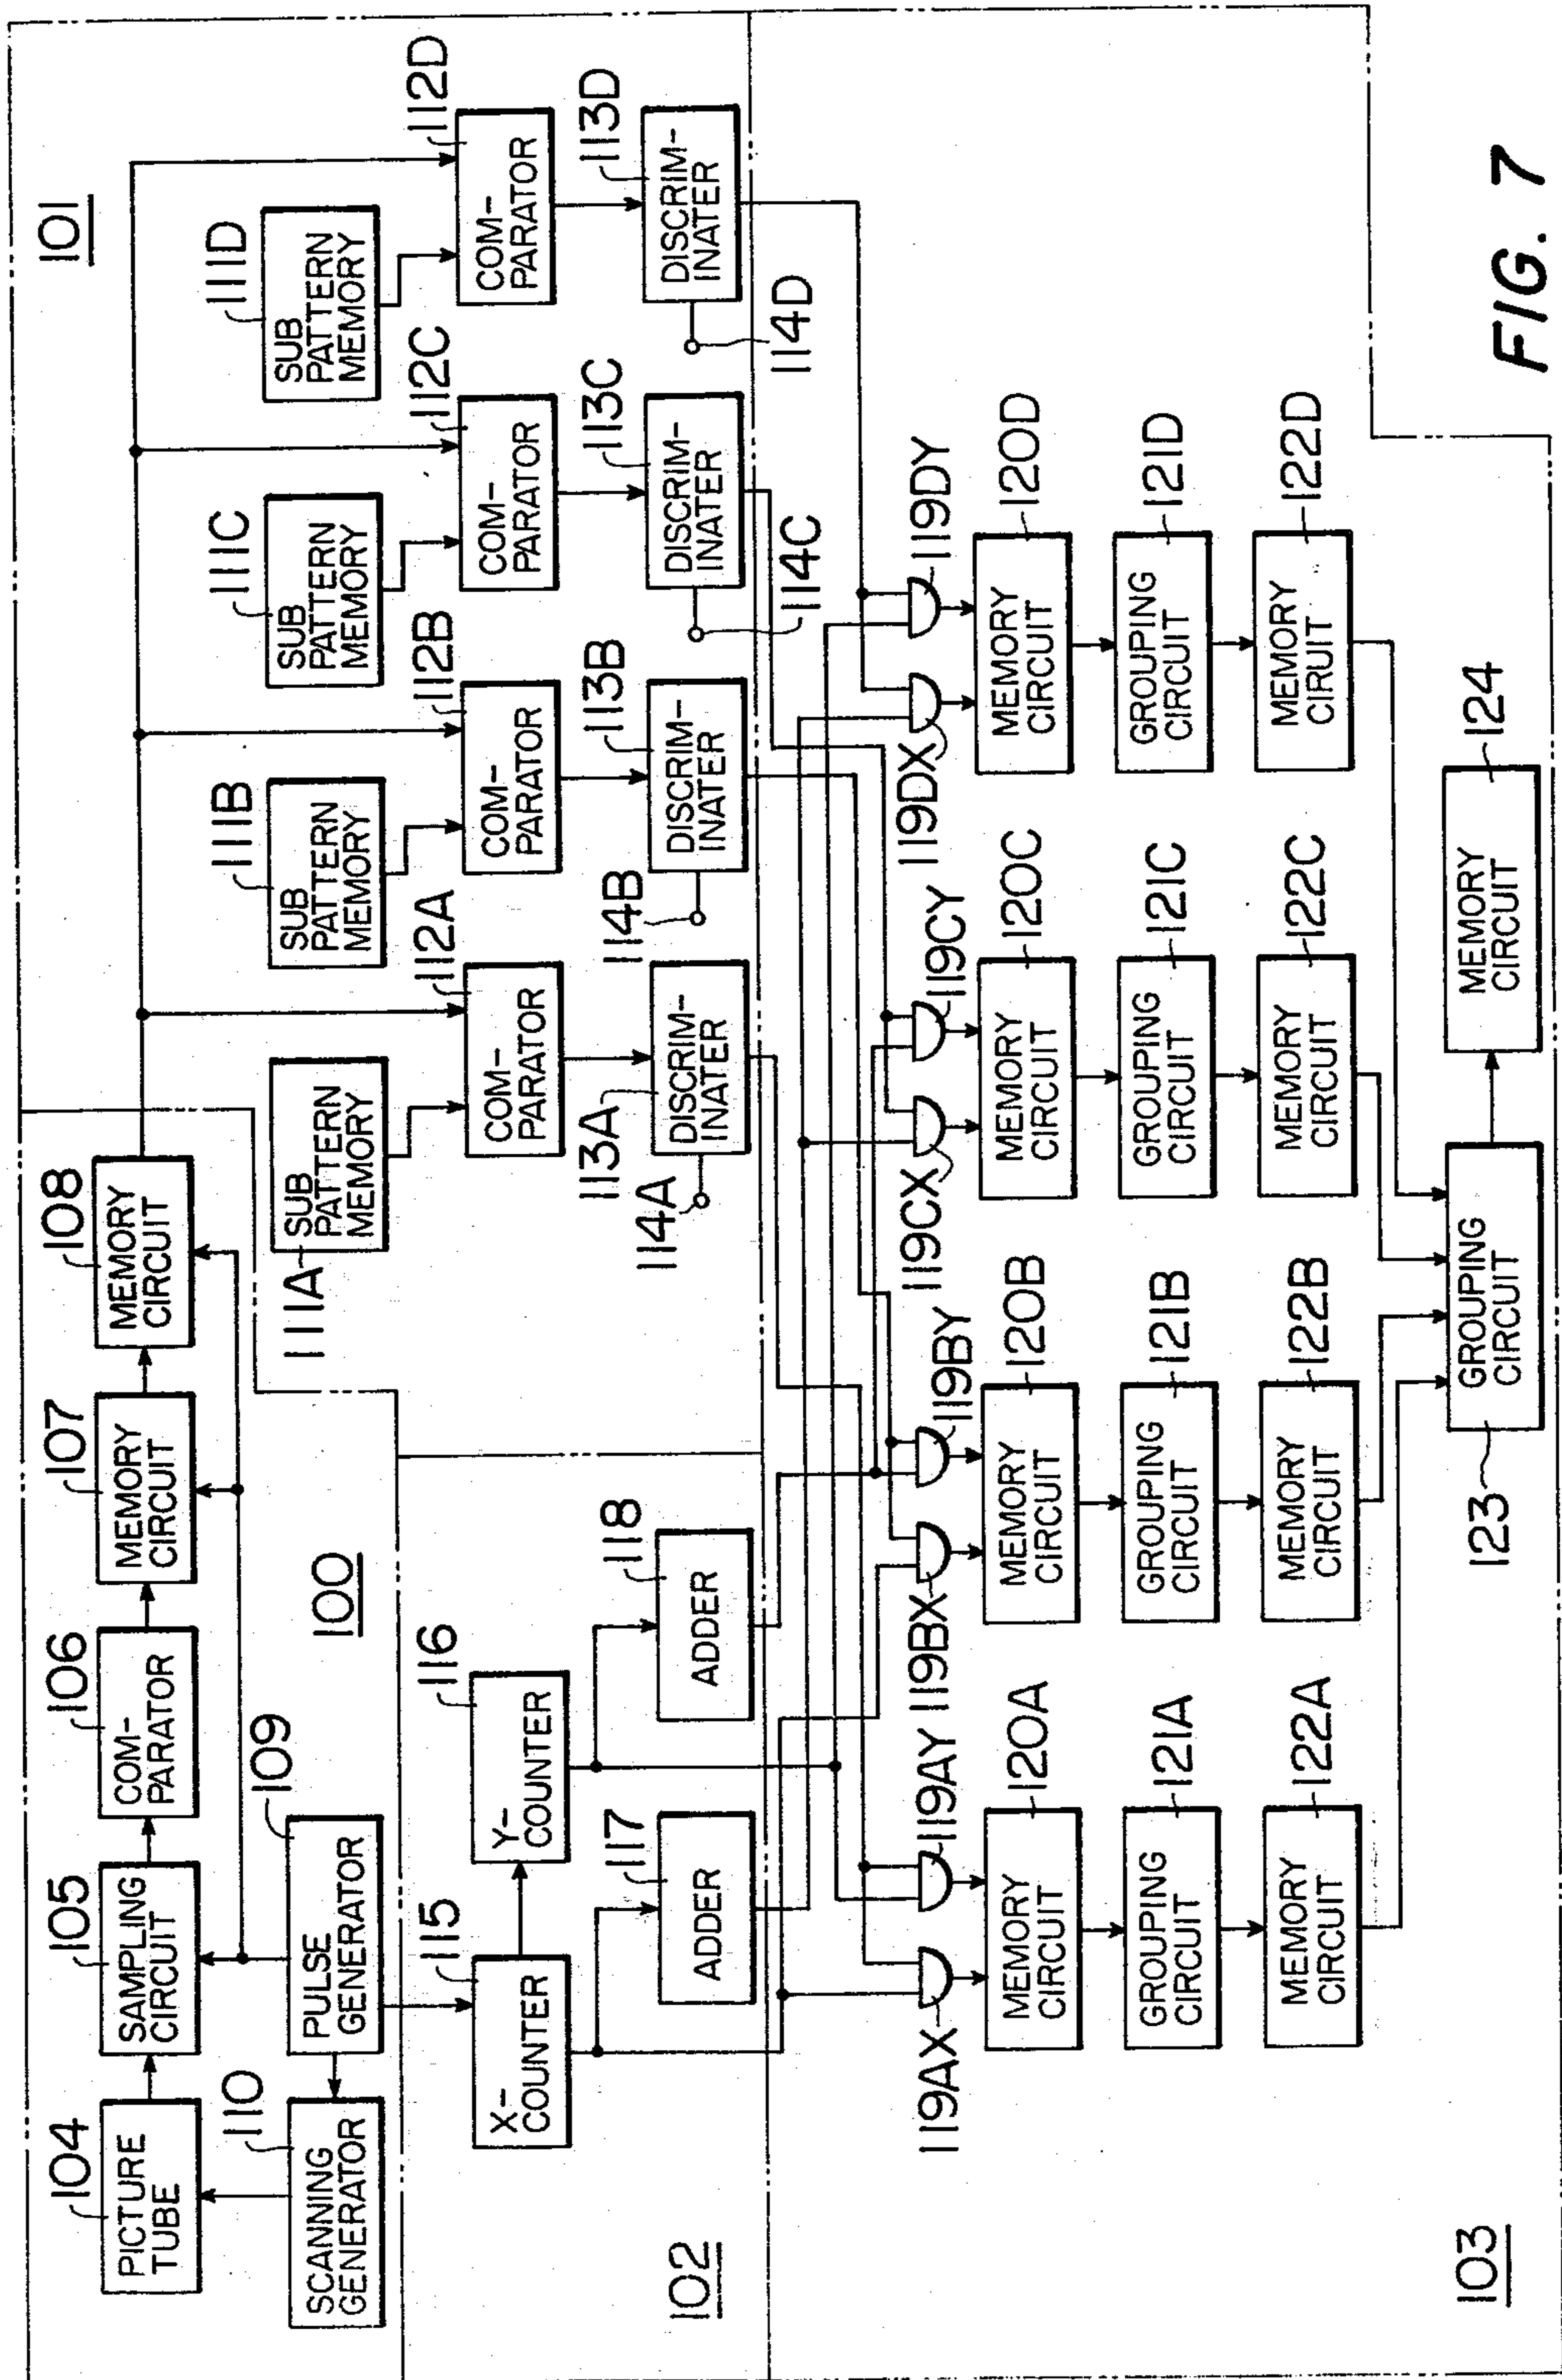 104
PICTURE
TUBE
105
SAMPLING
CIRCUIT
106
COM-
PARATOR
107
MEMORY
CIRCUIT
108
MEMORY
CIRCUIT
110
SCANNING
GENERATOR
109
PULSE
GENERATOR
100
101
111A
SUB
PATTERN
MEMORY
111B
SUB
PATTERN
MEMORY
111C
SUB
PATTERN
MEMORY
111D
SUB
PATTERN
MEMORY
112A
COM-
PARATOR
112B
COM-
PARATOR
112C
COM-
PARATOR
112D
COM-
PARATOR
113A
DISCRIM-
INATER
113B
DISCRIM-
INATER
113C
DISCRIM-
INATER
113D
DISCRIM-
INATER
114A
114B
114C
114D
115
X-
COUNTER
116
Y-
COUNTER
117
ADDER
118
ADDER
102
119AX
119AY
119BX
119BY
119CX
119CY
119DX
119DY
120A
MEMORY
CIRCUIT
120B
MEMORY
CIRCUIT
120C
MEMORY
CIRCUIT
120D
MEMORY
CIRCUIT
121A
GROUPING
CIRCUIT
121B
GROUPING
CIRCUIT
121C
GROUPING
CIRCUIT
121D
GROUPING
CIRCUIT
122A
MEMORY
CIRCUIT
122B
MEMORY
CIRCUIT
122C
MEMORY
CIRCUIT
122D
MEMORY
CIRCUIT
103
123
GROUPING
CIRCUIT
124
MEMORY
CIRCUIT
FIG. 7